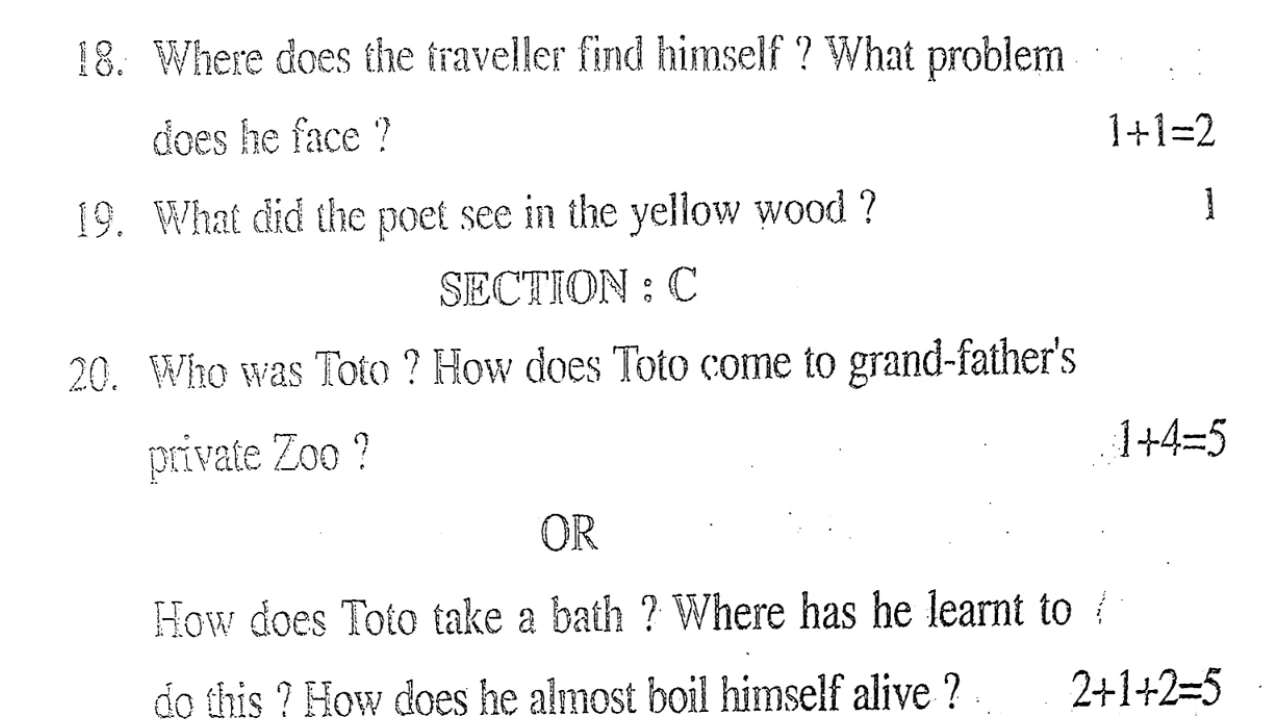 18. Where does the traveller find himself ? What problem
does he face ? 1+1=2
19. What did the poet see in the yellow wood ? 1
SECTION : C
20. Who was Toto ? How does Toto come to grand-father's
private Zoo ? 1+4=5
OR
How does Toto take a bath ? Where has he learnt to
do this ? How does he almost boil himself alive ? 2+1+2=5